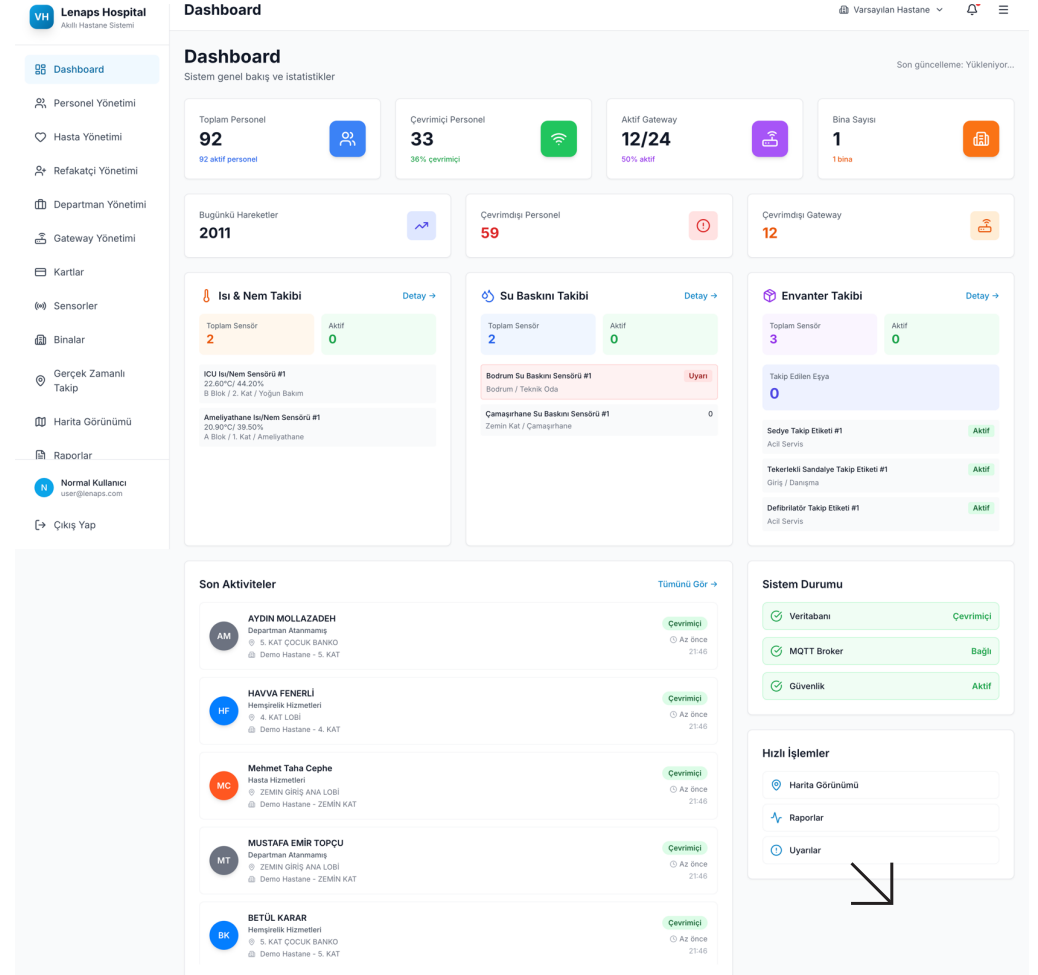 VH
Lenaps Hospital
Akıllı Hastane Sistemi
Dashboard
Personel Yönetimi
Hasta Yönetimi
Refakatçi Yönetimi
Departman Yönetimi
Gateway Yönetimi
Kartlar
Sensorler
Binalar
Gerçek Zamanlı
Takip
Harita Görünümü
Raporlar
N
Normal Kullanıcı
user@lenaps.com
Çıkış Yap
Dashboard
Varsayılan Hastane
Dashboard
Sistem genel bakış ve istatistikler
Son güncelleme: Yükleniyor...
Toplam Personel
92
92 aktif personel
Çevrimiçi Personel
33
36% çevrimiçi
Aktif Gateway
12/24
50% aktif
Bina Sayısı
1
1 bina
Bugünkü Hareketler
2011
Çevrimdışı Personel
59
Çevrimdışı Gateway
12
Isı & Nem Takibi
Detay →
Toplam Sensör
2
Aktif
0
ICU Isı/Nem Sensörü #1
22.60°C/ 44.20%
B Blok / 2. Kat / Yoğun Bakım
Ameliyathane Isı/Nem Sensörü #1
20.90°C/ 39.50%
A Blok / 1. Kat / Ameliyathane
Su Baskını Takibi
Detay →
Toplam Sensör
2
Aktif
0
Bodrum Su Baskını Sensörü #1
Uyarı
Bodrum / Teknik Oda
Çamaşırhane Su Baskını Sensörü #1
0
Zemin Kat / Çamaşırhane
Envanter Takibi
Detay →
Toplam Sensör
3
Aktif
0
Takip Edilen Eşya
0
Sedye Takip Etiketi #1
Aktif
Acil Servis
Tekerlekli Sandalye Takip Etiketi #1
Aktif
Giriş / Danışma
Defibrilatör Takip Etiketi #1
Aktif
Acil Servis
Son Aktiviteler
Tümünü Gör →
AM
AYDIN MOLLAZADEH
Departman Atanmamış
5. KAT ÇOCUK BANKO
Demo Hastane - 5. KAT
Çevrimiçi
Az önce
21:46
HF
HAVVA FENERLİ
Hemşirelik Hizmetleri
4. KAT LOBİ
Demo Hastane - 4. KAT
Çevrimiçi
Az önce
21:46
MC
Mehmet Taha Cephe
Hasta Hizmetleri
ZEMIN GİRİŞ ANA LOBİ
Demo Hastane - ZEMİN KAT
Çevrimiçi
Az önce
21:46
MT
MUSTAFA EMİR TOPÇU
Departman Atanmamış
ZEMIN GİRİŞ ANA LOBİ
Demo Hastane - ZEMİN KAT
Çevrimiçi
Az önce
21:46
BK
BETÜL KARAR
Hemşirelik Hizmetleri
5. KAT ÇOCUK BANKO
Demo Hastane - 5. KAT
Çevrimiçi
Az önce
21:46
Sistem Durumu
Veritabanı
Çevrimiçi
MQTT Broker
Bağlı
Güvenlik
Aktif
Hızlı İşlemler
Harita Görünümü
Raporlar
Uyarılar